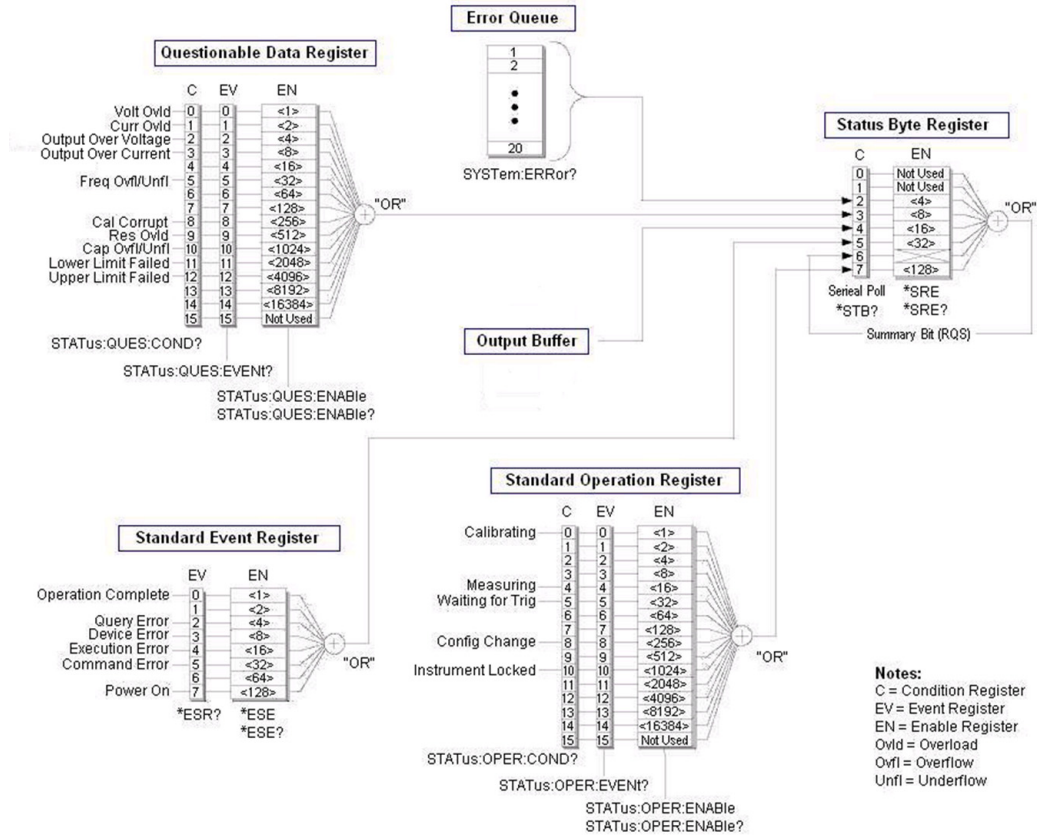 Error Queue
1
2
20
SYSTem:ERRor?
Questionable Data Register
C EV EN
Volt Ovld 0 0 <1>
Curr Ovld 1 1 <2>
Output Over Voltage 2 2 <4>
Output Over Current 3 3 <8>
4 4 <16>
Freq Ovfl/Unfl 5 5 <32>
6 6 <64>
7 7 <128>
Cal Corrupt 8 8 <256>
Res Ovld 9 9 <512>
Cap Ovfl/Unfl 10 10 <1024>
Lower Limit Failed 11 11 <2048>
Upper Limit Failed 12 12 <4096>
13 13 <8192>
14 14 <16384>
15 15 Not Used
"OR"
STATus:QUES:COND?
STATus:QUES:EVENt?
STATus:QUES:ENABle
STATus:QUES:ENABle?
Status Byte Register
C EN
0 Not Used
1 Not Used
2 <4>
3 <8>
4 <16>
5 <32>
6
7 <128>
"OR"
Serieal Poll *SRE
*STB? *SRE?
Summary Bit (RQS)
Output Buffer
Standard Event Register
EV EN
Operation Complete 0 <1>
1 <2>
Query Error 2 <4>
Device Error 3 <8>
Execution Error 4 <16>
Command Error 5 <32>
6 <64>
Power On 7 <128>
"OR"
*ESR? *ESE
*ESE?
Standard Operation Register
C EV EN
Calibrating 0 0 <1>
1 1 <2>
2 2 <4>
3 3 <8>
Measuring 4 4 <16>
Waiting for Trig 5 5 <32>
6 6 <64>
7 7 <128>
Config Change 8 8 <256>
9 9 <512>
Instrument Locked 10 10 <1024>
11 11 <2048>
12 12 <4096>
13 13 <8192>
14 14 <16384>
15 15 Not Used
"OR"
STATus:OPER:COND?
STATus:OPER:EVENt?
STATus:OPER:ENABle
STATus:OPER:ENABle?
Notes:
C = Condition Register
EV = Event Register
EN = Enable Register
Ovld = Overload
Ovfl = Overflow
Unfl = Underflow